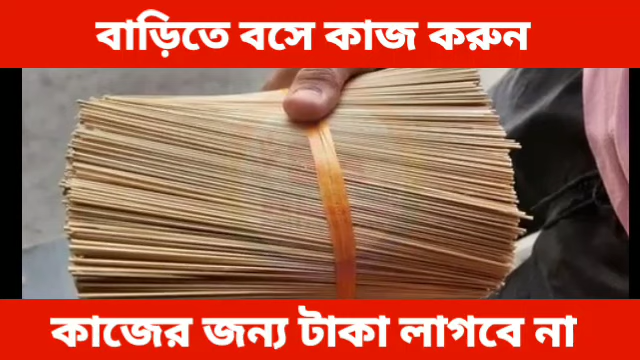 বাড়িতে বসে কাজ করুন
কাজের জন্য টাকা লাগবে না